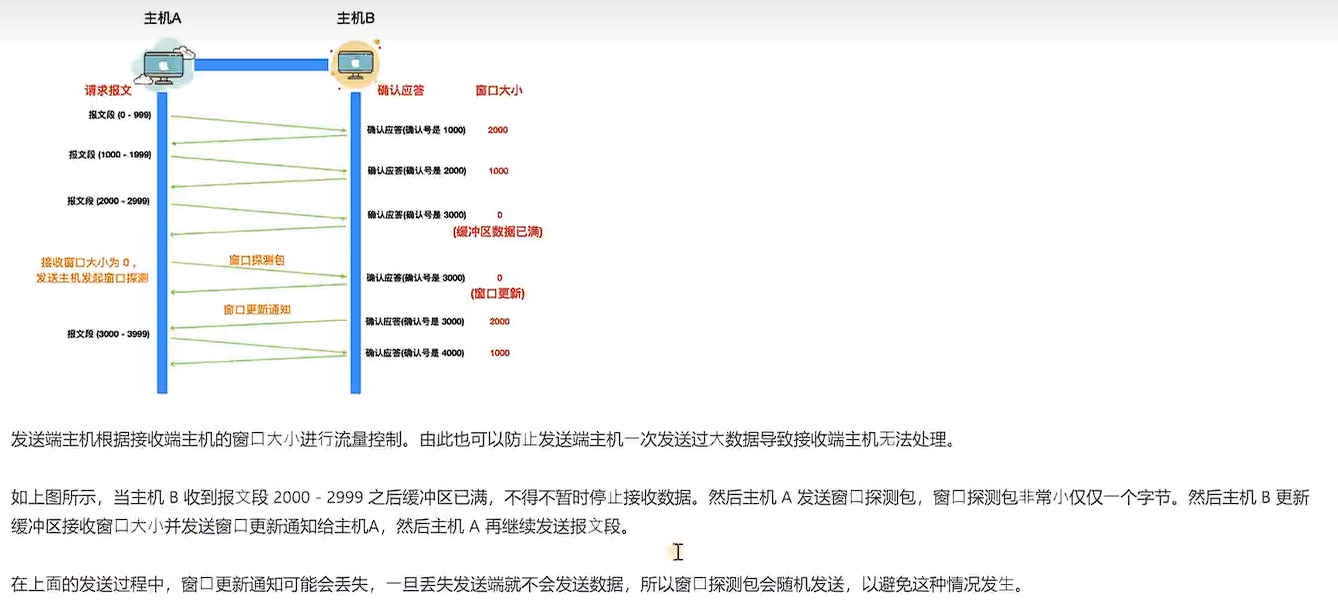 主机A 主机B
请求报文 确认应答 窗口大小
报文段 (0 - 999)
确认应答(确认号是 1000) 2000
报文段 (1000 - 1999)
确认应答(确认号是 2000) 1000
报文段 (2000 - 2999)
确认应答(确认号是 3000) 0
(缓冲区数据已满)
接收窗口大小为 0，
发送主机发起窗口探测
窗口探测包
确认应答(确认号是 3000) 0
(窗口更新)
窗口更新通知
确认应答(确认号是 3000) 2000
报文段 (3000 - 3999)
确认应答(确认号是 4000) 1000
发送端主机根据接收端主机的窗口大小进行流量控制。由此也可以防止发送端主机一次发送过大数据导致接收端主机无法处理。
如上图所示，当主机 B 收到报文段 2000 - 2999 之后缓冲区已满，不得不暂时停止接收数据。然后主机 A 发送窗口探测包，窗口探测包非常小仅仅一个字节。然后主机 B 更新
缓冲区接收窗口大小并发送窗口更新通知给主机A，然后主机 A 再继续发送报文段。
在上面的发送过程中，窗口更新通知可能会丢失，一旦丢失发送端就不会发送数据，所以窗口探测包会随机发送，以避免这种情况发生。